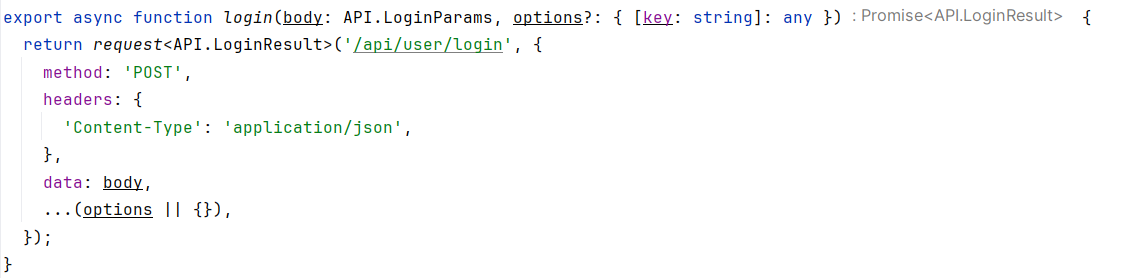 export async function login(body: API.LoginParams, options?: { [key: string]: any }) : Promise<API.LoginResult> {
  return request<API.LoginResult>('/api/user/login', {
    method: 'POST',
    headers: {
      'Content-Type': 'application/json',
    },
    data: body,
    ...(options || {}),
  });
}